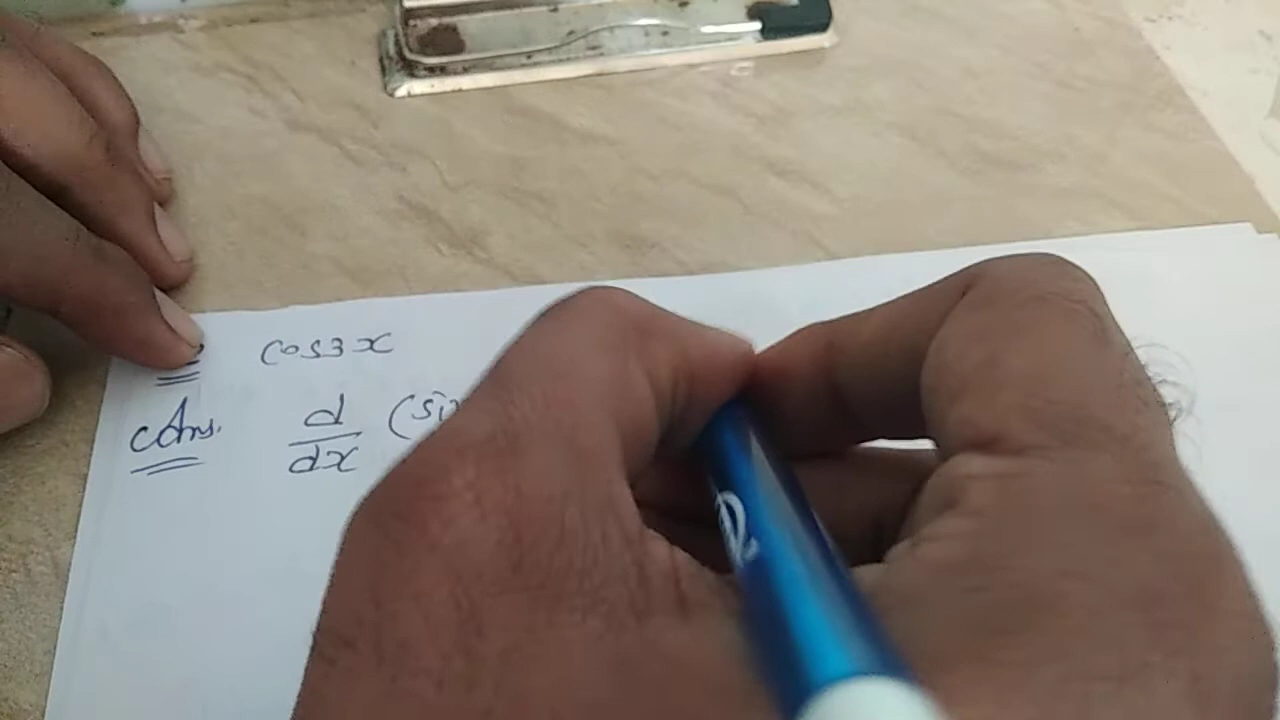 cos3x
Ans. d/dx (si